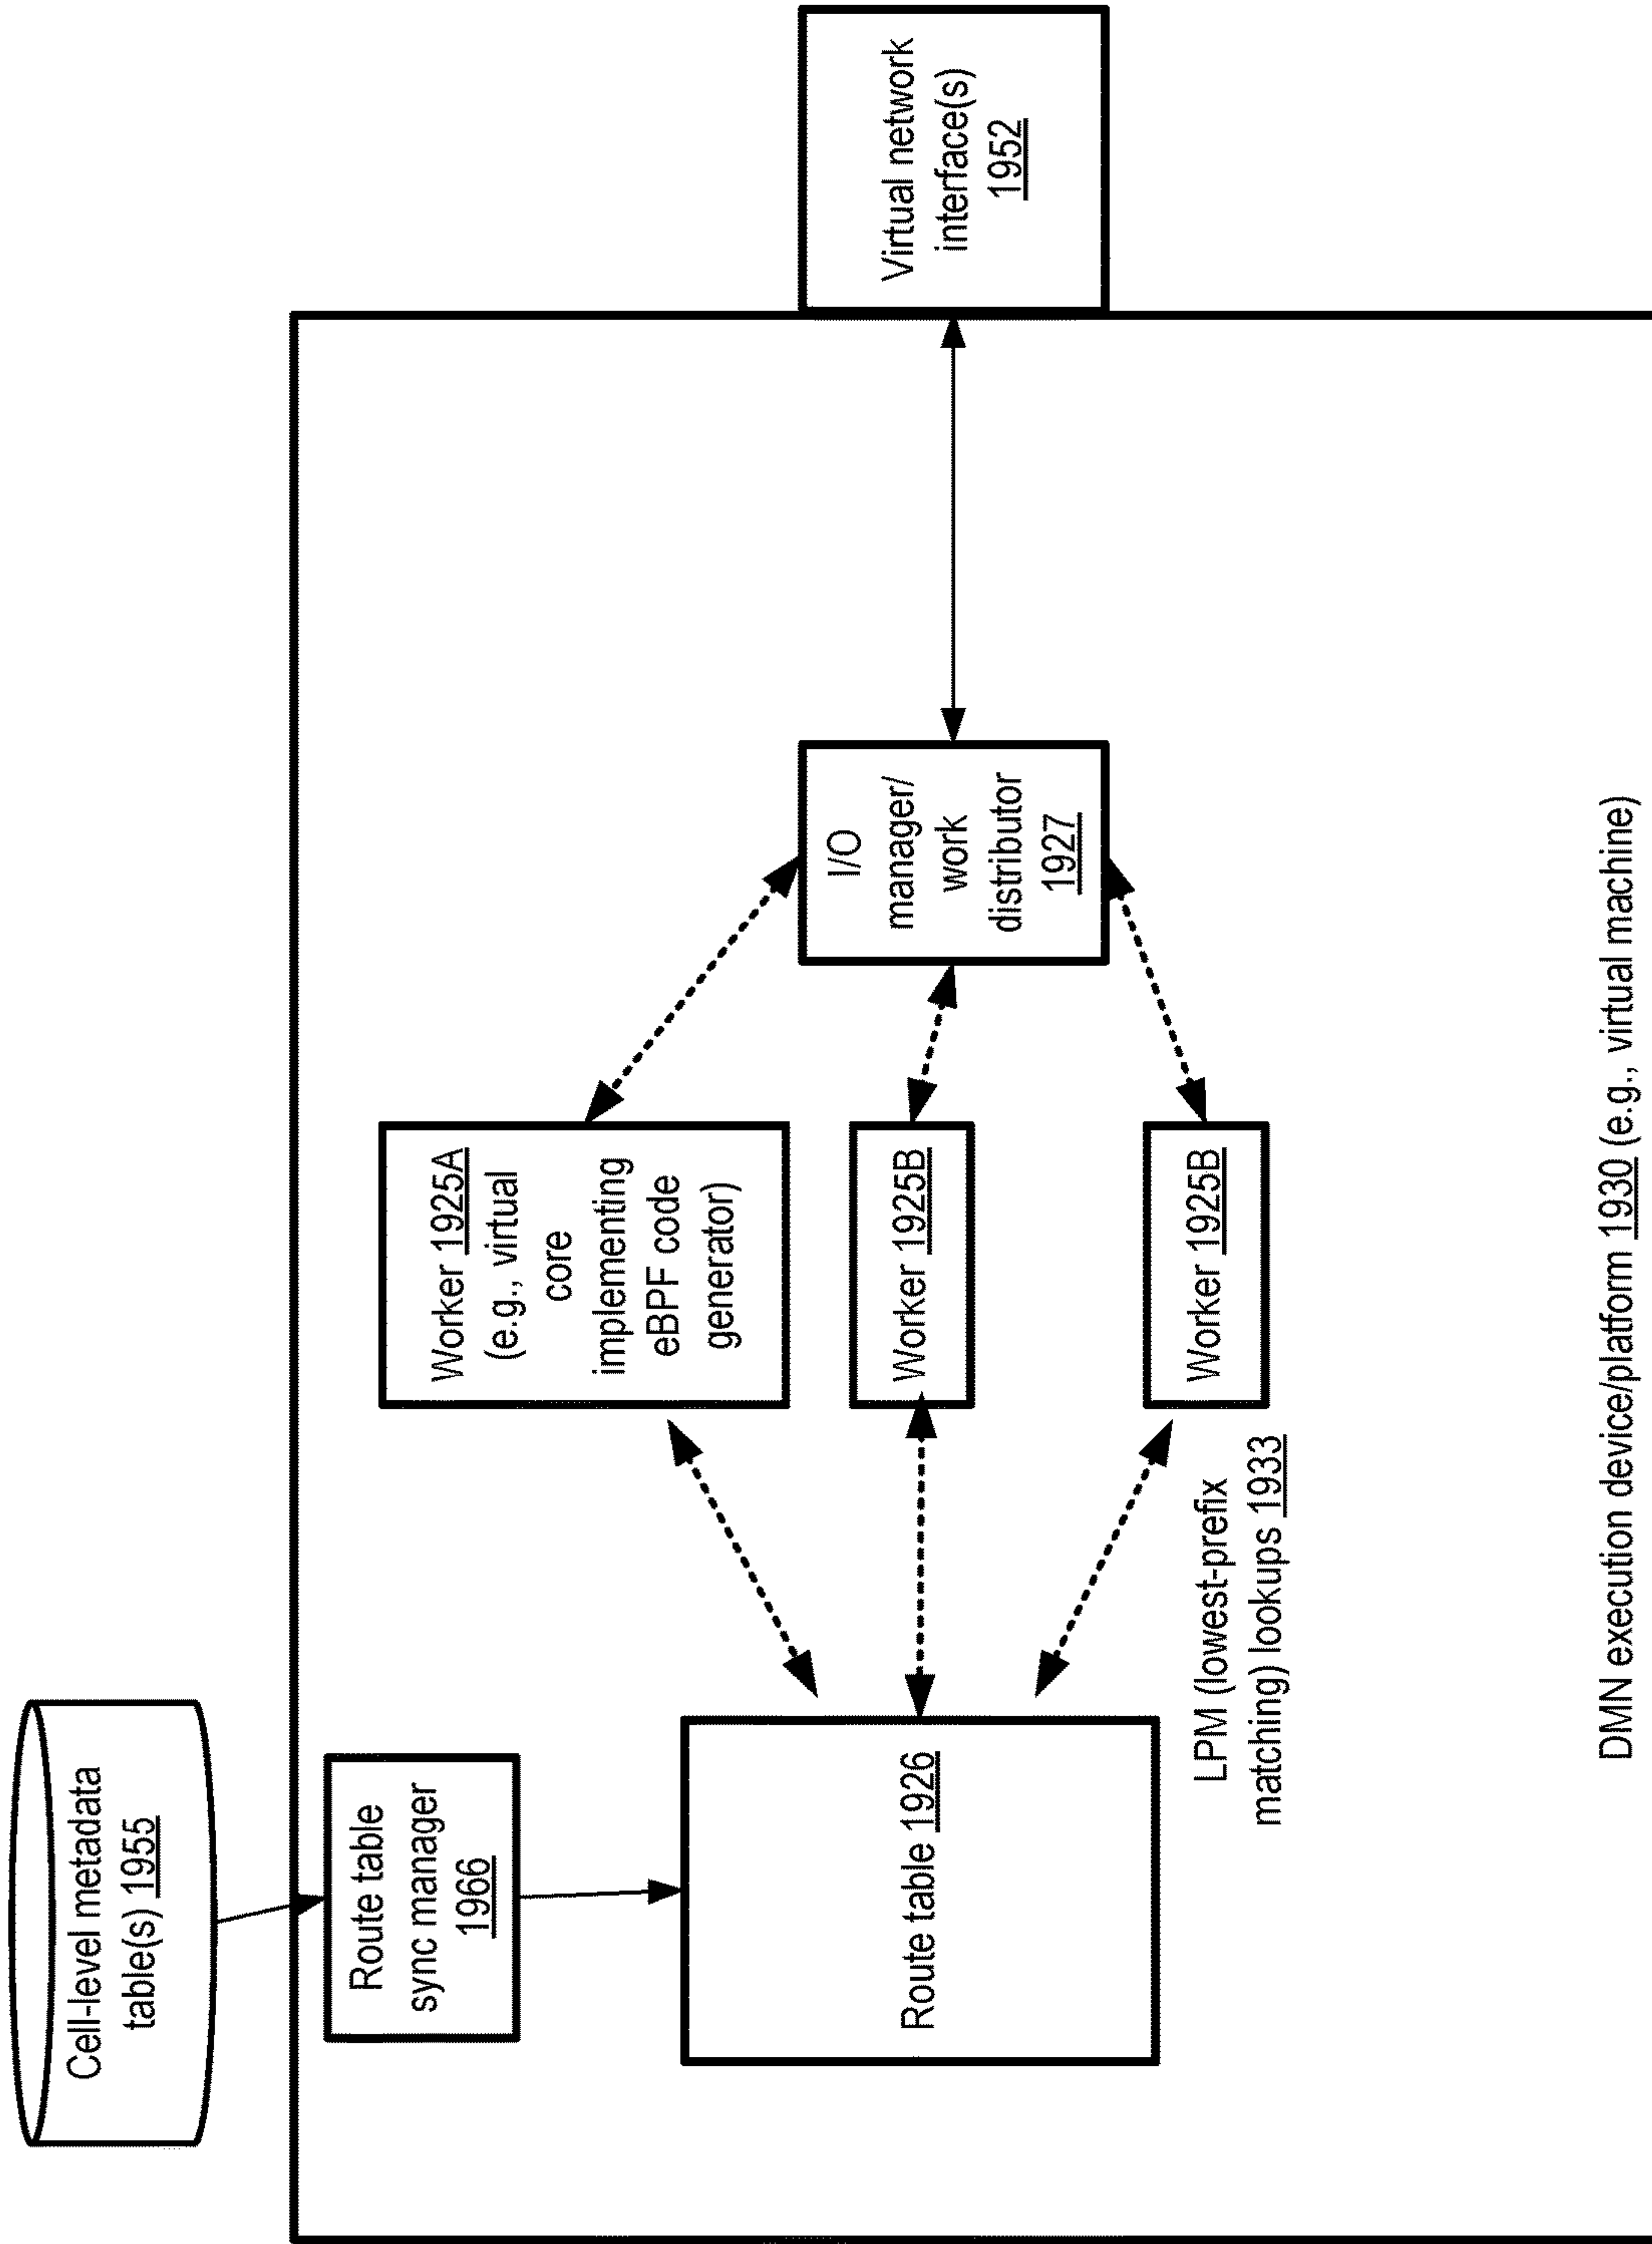 Cell-level metadata
table(s) 1955
Route table
sync manager
1966
Route table 1926
Worker 1925A
(e.g., virtual
core
implementing
eBPF code
generator)
Worker 1925B
Worker 1925B
LPM (lowest-prefix
matching) lookups 1933
I/O
manager/
work
distributor
1927
Virtual network
interface(s)
1952
DMN execution device/platform 1930 (e.g., virtual machine)